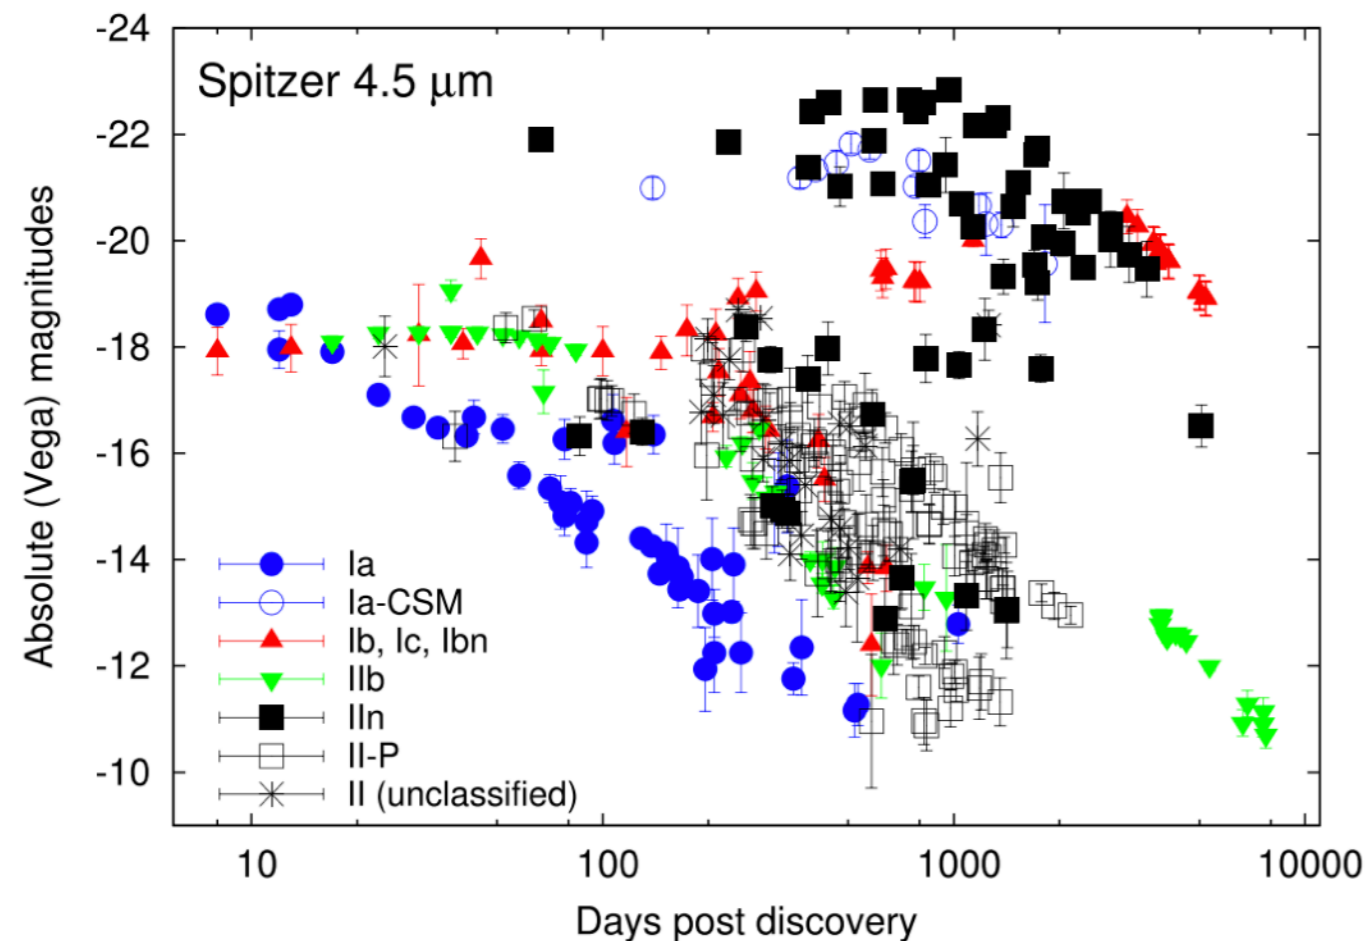 -24
Spitzer 4.5 μm
-22
-20
-18
-16
-14
-12
-10
Absolute (Vega) magnitudes
Ia
Ia-CSM
Ib, Ic, Ibn
IIb
IIn
II-P
II (unclassified)
10 100 1000 10000
Days post discovery